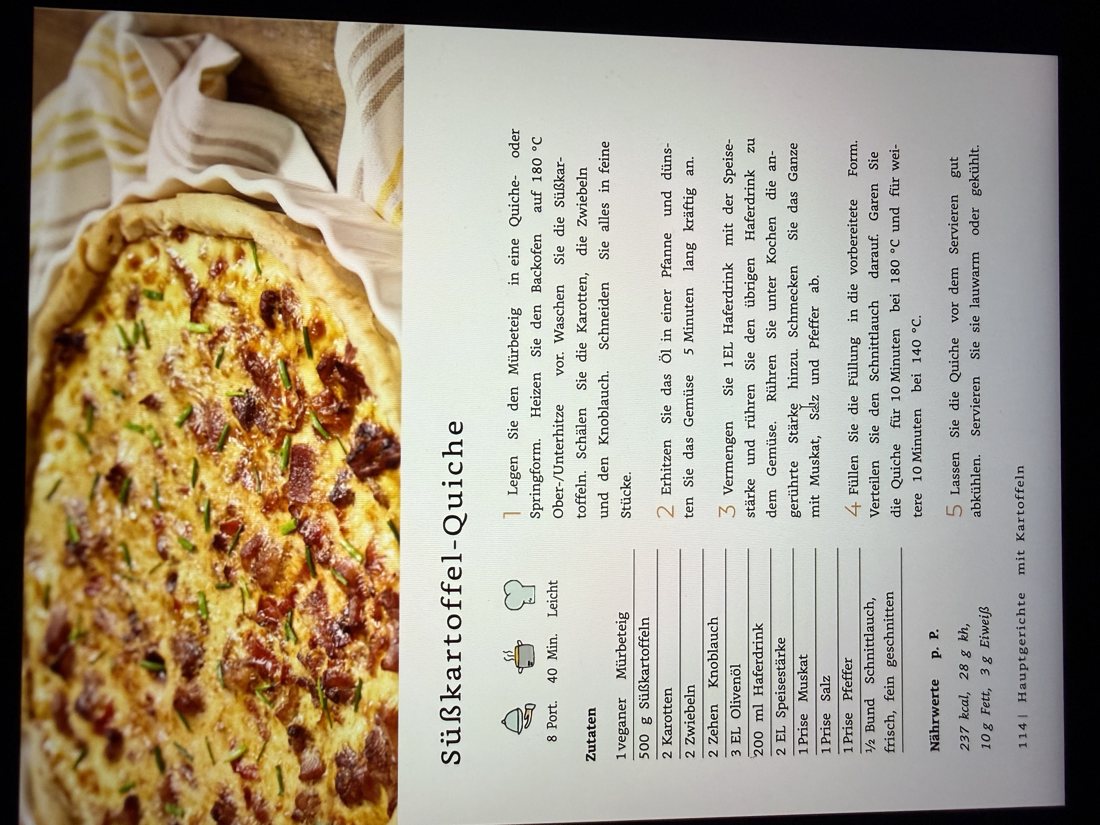 Süßkartoffel-Quiche
8 Port. 40 Min. Leicht
Zutaten
1 veganer Mürbeteig
500 g Süßkartoffeln
2 Karotten
2 Zwiebeln
2 Zehen Knoblauch
3 EL Olivenöl
200 ml Haferdrink
2 EL Speisestärke
1 Prise Muskat
1 Prise Salz
1 Prise Pfeffer
½ Bund Schnittlauch,
frisch, fein geschnitten
Nährwerte p. P.
237 kcal, 28 g kh,
10 g Fett, 3 g Eiweiß
1 Legen Sie den Mürbeteig in eine Quiche- oder
Springform. Heizen Sie den Backofen auf 180 °C
Ober-/Unterhitze vor. Waschen Sie die Süßkar-
toffeln. Schälen Sie die Karotten, die Zwiebeln
und den Knoblauch. Schneiden Sie alles in feine
Stücke.
2 Erhitzen Sie das Öl in einer Pfanne und düns-
ten Sie das Gemüse 5 Minuten lang kräftig an.
3 Vermengen Sie 1 EL Haferdrink mit der Speise-
stärke und rühren Sie den übrigen Haferdrink zu
dem Gemüse. Rühren Sie unter Kochen die an-
gerührte Stärke hinzu. Schmecken Sie das Ganze
mit Muskat, Salz und Pfeffer ab.
4 Füllen Sie die Füllung in die vorbereitete Form.
Verteilen Sie den Schnittlauch darauf. Garen Sie
die Quiche für 10 Minuten bei 180 °C und für wei-
tere 10 Minuten bei 140 °C.
5 Lassen Sie die Quiche vor dem Servieren gut
abkühlen. Servieren Sie sie lauwarm oder gekühlt.
114| Hauptgerichte mit Kartoffeln